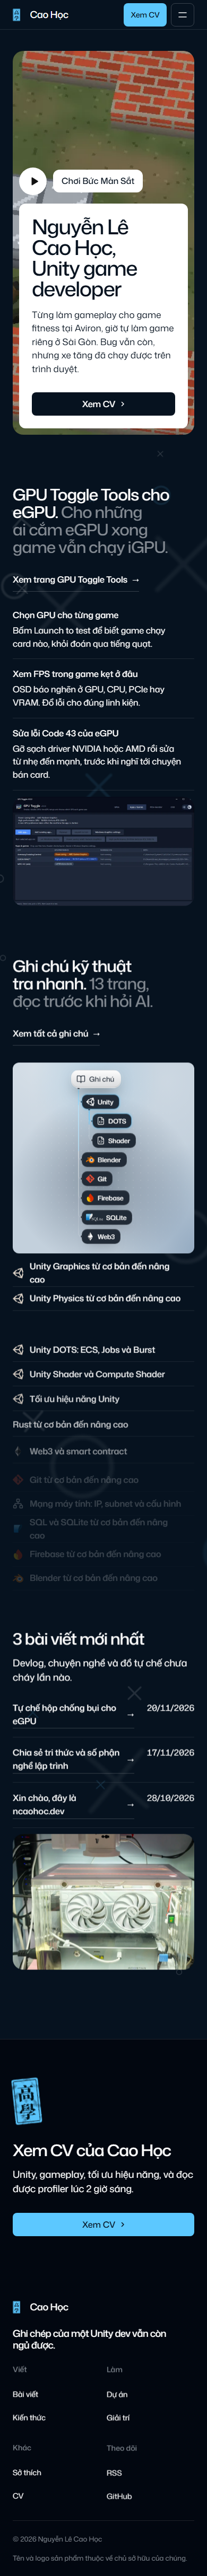 Cao Học
Xem CV
Chơi Bức Màn Sắt
Nguyễn Lê
Cao Học,
Unity game
developer
Từng làm gameplay cho game
fitness tại Aviron, giờ tự làm game
riêng ở Sài Gòn. Bug vẫn còn,
nhưng xe tăng đã chạy được trên
trình duyệt.
Xem CV
GPU Toggle Tools cho
eGPU. Cho những
ai cắm eGPU xong
game vẫn chạy iGPU.
Xem trang GPU Toggle Tools →
Chọn GPU cho từng game
Bấm Launch to test để biết game chạy
card nào, khỏi đoán qua tiếng quạt.
Xem FPS trong game kẹt ở đâu
OSD báo nghẽn ở GPU, CPU, PCIe hay
VRAM. Đổ lỗi cho đúng linh kiện.
Sửa lỗi Code 43 của eGPU
Gỡ sạch driver NVIDIA hoặc AMD rồi sửa
từ nhẹ đến mạnh, trước khi nghĩ tới chuyện
bán card.
Ghi chú kỹ thuật
tra nhanh. 13 trang,
đọc trước khi hỏi AI.
Xem tất cả ghi chú →
Ghi chú
Unity
DOTS
Shader
Blender
Git
Firebase
SQLite
Web3
Unity Graphics từ cơ bản đến nâng
cao
Unity Physics từ cơ bản đến nâng cao
Unity DOTS: ECS, Jobs và Burst
Unity Shader và Compute Shader
Tối ưu hiệu năng Unity
Rust từ cơ bản đến nâng cao
Web3 và smart contract
Git từ cơ bản đến nâng cao
Mạng máy tính: IP, subnet và cấu hình
SQL và SQLite từ cơ bản đến nâng
cao
Firebase từ cơ bản đến nâng cao
Blender từ cơ bản đến nâng cao
3 bài viết mới nhất
Devlog, chuyện nghề và đồ tự chế chưa
cháy lần nào.
Tự chế hộp chống bụi cho
eGPU
→ 20/11/2026
Chia sẻ tri thức và số phận
nghề lập trình
→ 17/11/2026
Xin chào, đây là
ncaohoc.dev
→ 28/10/2026
高
學
Xem CV của Cao Học
Unity, gameplay, tối ưu hiệu năng, và đọc
được profiler lúc 2 giờ sáng.
Xem CV
Cao Học
Ghi chép của một Unity dev vẫn còn
ngủ được.
Viết
Làm
Bài viết
Dự án
Kiến thức
Giải trí
Khác
Theo dõi
Sở thích
RSS
CV
GitHub
© 2026 Nguyễn Lê Cao Học
Tên và logo sản phẩm thuộc về chủ sở hữu của chúng.